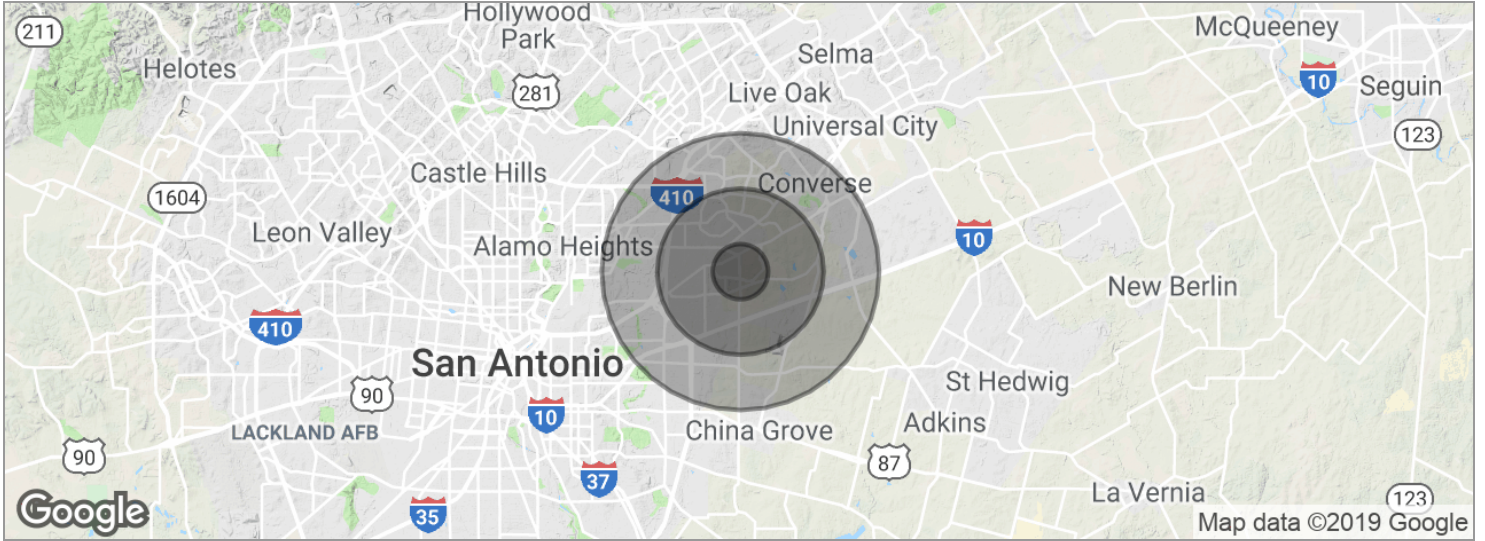 Hollywood
Park
McQueeney
211
Selma
Helotes
10
Seguin
281
Live Oak
Universal City
123
Castle Hills
Converse
1604
410
Leon Valley
Alamo Heights
10
New Berlin
410
San Antonio
St Hedwig
90
10
Adkins
LACKLAND AFB
China Grove
90
87
37
La Vernia
123
Google
35
Map data ©2019 Google